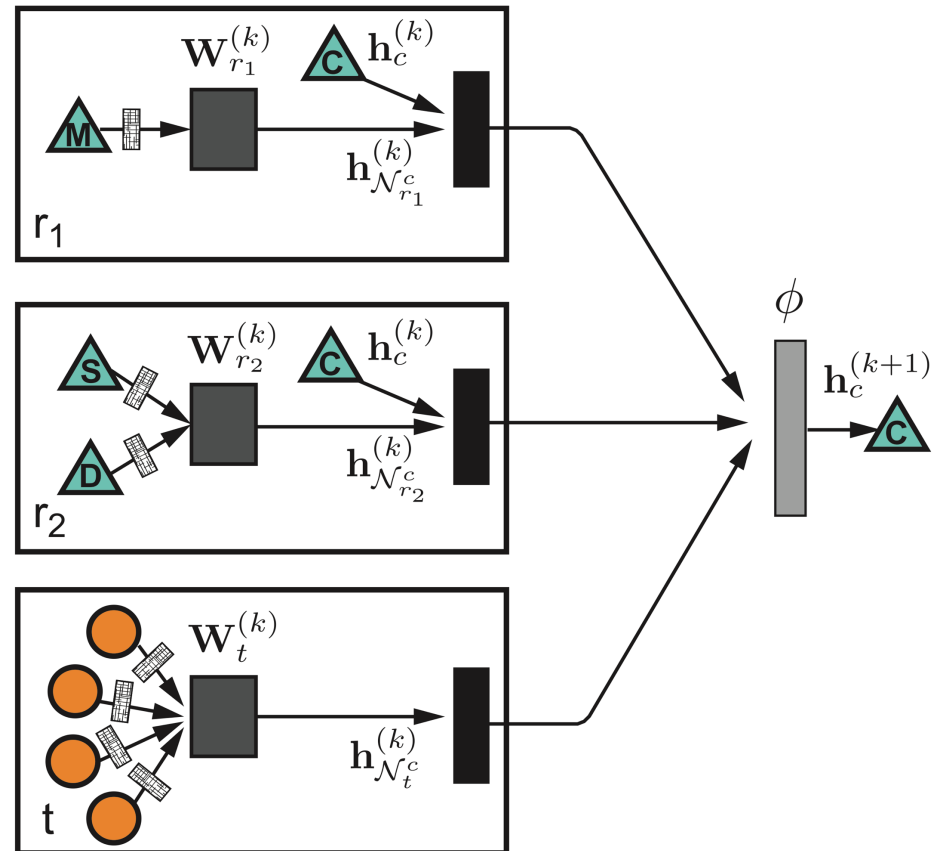 W_{r_1}^{(k)}
C h_c^{(k)}
M
h_{\mathcal{N}_{r_1}^c}^{(k)}
r_1
W_{r_2}^{(k)}
C h_c^{(k)}
S
D
h_{\mathcal{N}_{r_2}^c}^{(k)}
r_2
W_t^{(k)}
h_{\mathcal{N}_t^c}^{(k)}
t
ϕ
h_c^{(k+1)}
C